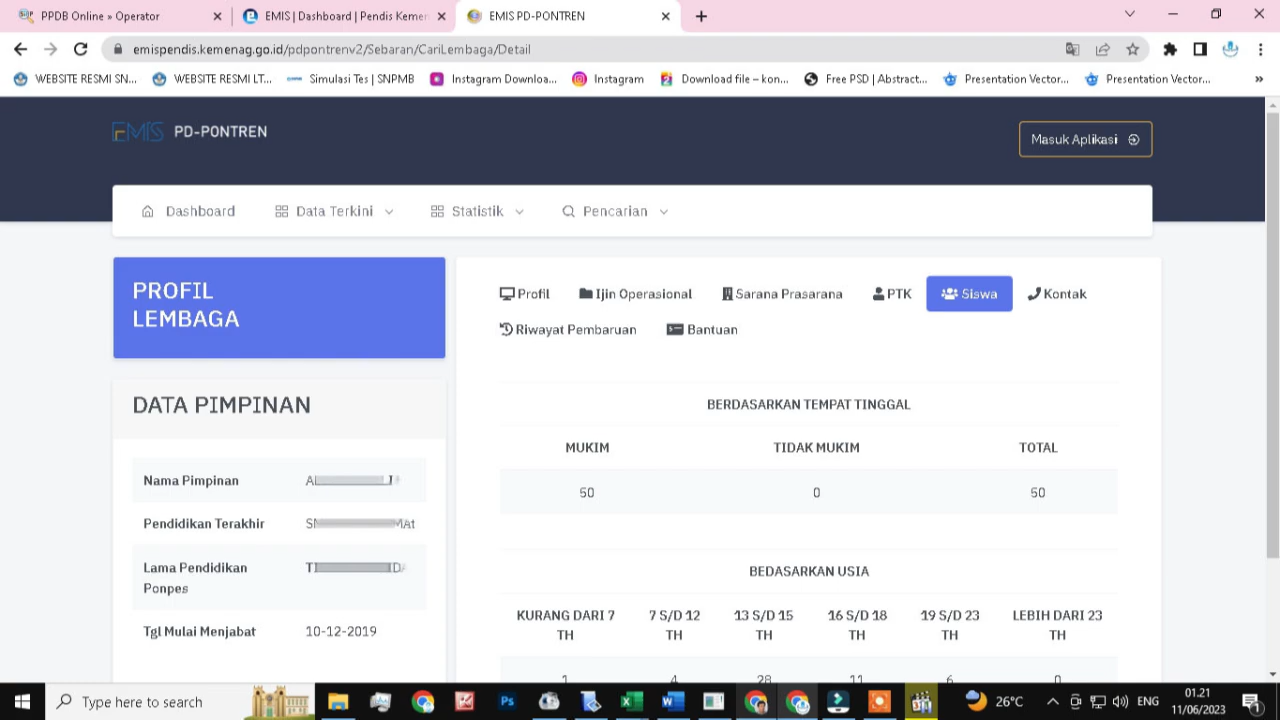 PPDB Online » Operator
EMIS | Dashboard | Pendis Kemen
EMIS PD-PONTREN
emispendis.kemenag.go.id/pdpontrenv2/Sebaran/CariLembaga/Detail
WEBSITE RESMI SN...
WEBSITE RESMI LT...
Simulasi Tes | SNPMB
Instagram Downloa...
Instagram
Download file – kon...
Free PSD | Abstract...
Presentation Vector...
Presentation Vector...
»
EMIS PD-PONTREN
Masuk Aplikasi
Dashboard
Data Terkini
Statistik
Pencarian
PROFIL
LEMBAGA
Profil
Ijin Operasional
Sarana Prasarana
PTK
Siswa
Kontak
Riwayat Pembaruan
Bantuan
DATA PIMPINAN
Nama Pimpinan
Pendidikan Terakhir
Lama Pendidikan
Ponpes
Tgl Mulai Menjabat 10-12-2019
BERDASARKAN TEMPAT TINGGAL
MUKIM TIDAK MUKIM TOTAL
50 0 50
BEDASARKAN USIA
KURANG DARI 7 7 S/D 12 13 S/D 15 16 S/D 18 19 S/D 23 LEBIH DARI 23
TH TH TH TH TH TH
1 4 28 11 6 0
Type here to search
26°C
ENG
01.21
11/06/2023